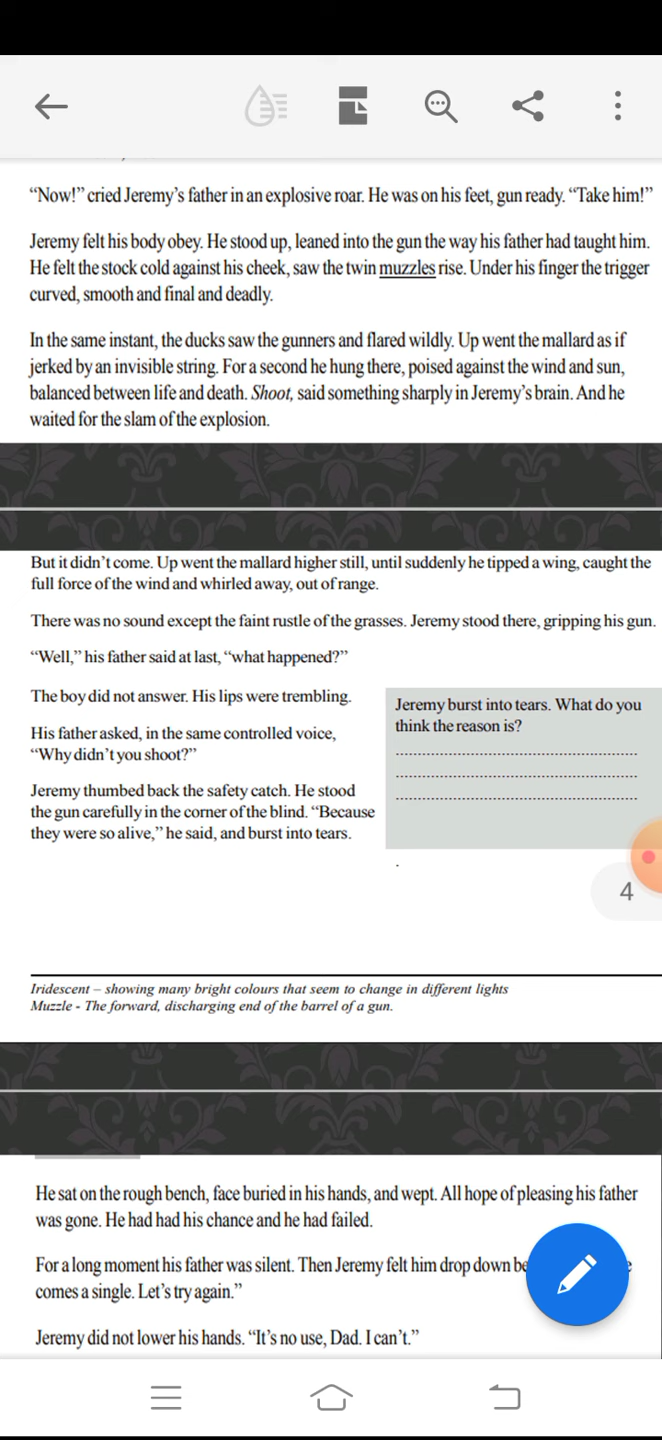 “Now!” cried Jeremy’s father in an explosive roar. He was on his feet, gun ready. “Take him!”
Jeremy felt his body obey. He stood up, leaned into the gun the way his father had taught him.
He felt the stock cold against his cheek, saw the twin muzzles rise. Under his finger the trigger
curved, smooth and final and deadly.
In the same instant, the ducks saw the gunners and flared wildly. Up went the mallard as if
jerked by an invisible string. For a second he hung there, poised against the wind and sun,
balanced between life and death. Shoot, said something sharply in Jeremy’s brain. And he
waited for the slam of the explosion.
But it didn’t come. Up went the mallard higher still, until suddenly he tipped a wing, caught the
full force of the wind and whirled away, out of range.
There was no sound except the faint rustle of the grasses. Jeremy stood there, gripping his gun.
“Well,” his father said at last, “what happened?”
The boy did not answer. His lips were trembling.
His father asked, in the same controlled voice,
“Why didn’t you shoot?”
Jeremy thumbed back the safety catch. He stood
the gun carefully in the corner of the blind. “Because
they were so alive,” he said, and burst into tears.
Jeremy burst into tears. What do you
think the reason is?
4
Iridescent – showing many bright colours that seem to change in different lights
Muzzle - The forward, discharging end of the barrel of a gun.
He sat on the rough bench, face buried in his hands, and wept. All hope of pleasing his father
was gone. He had had his chance and he had failed.
For a long moment his father was silent. Then Jeremy felt him drop down
comes a single. Let’s try again.”
Jeremy did not lower his hands. “It’s no use, Dad. I can’t.”